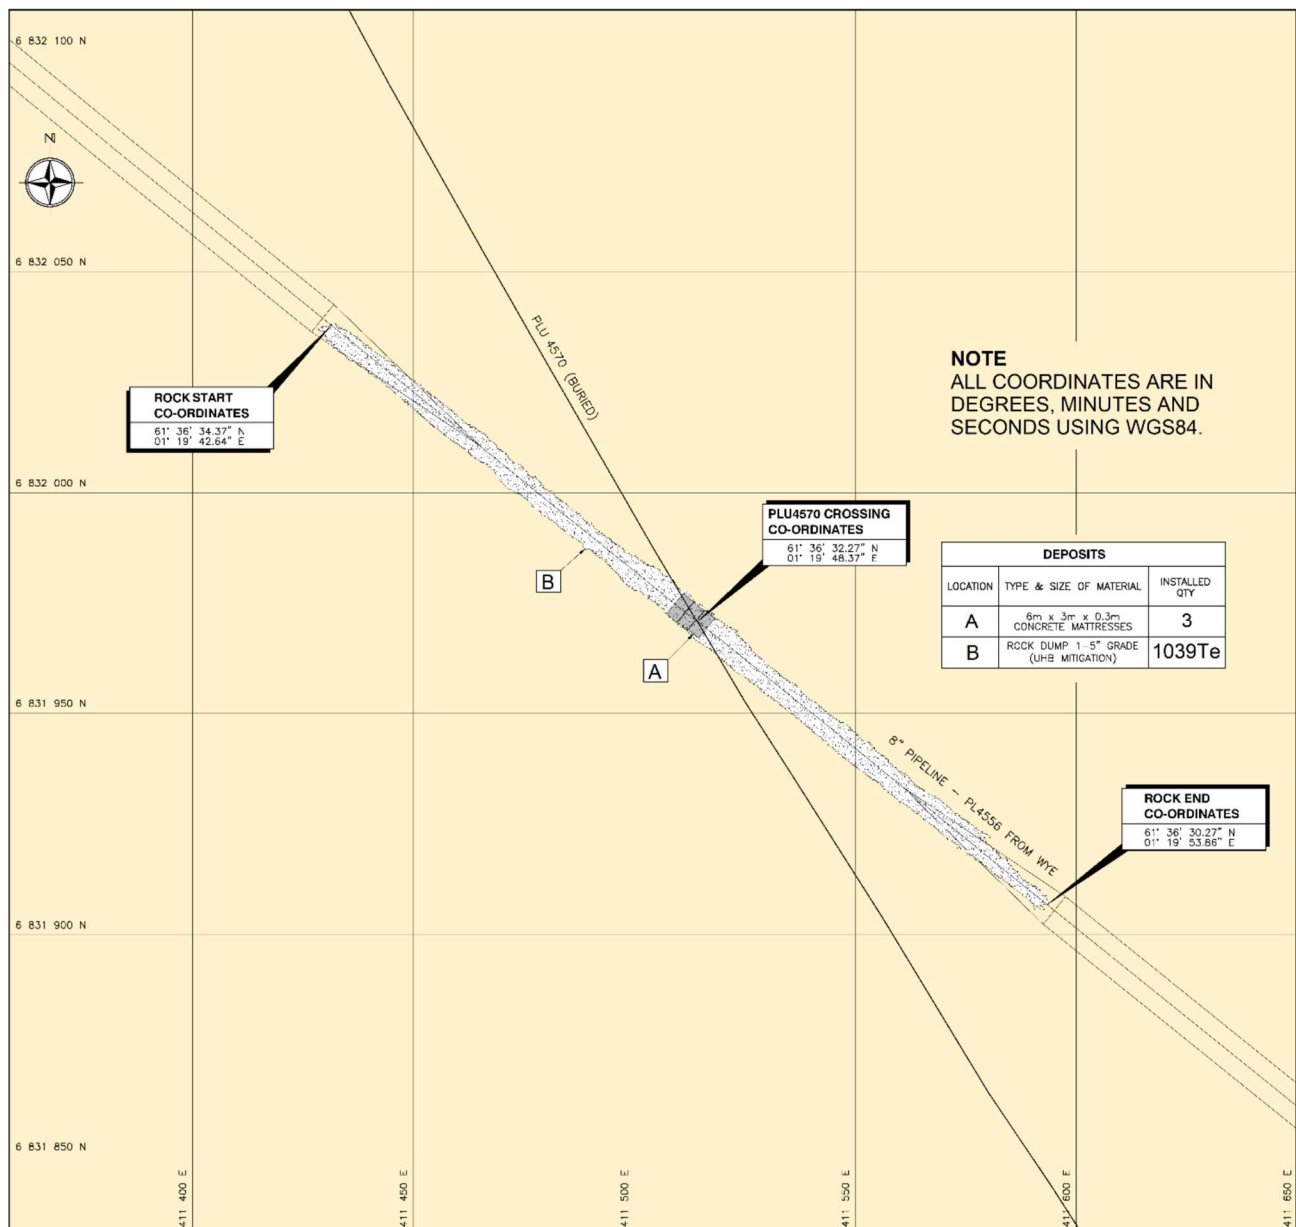 6 832 100 N
N
6 832 050 N
PLU 4570 (BURIED)
NOTE
ALL COORDINATES ARE IN
DEGREES, MINUTES AND
SECONDS USING WGS84.
ROCK START
CO-ORDINATES
61° 36' 34.37" N
01° 19' 42.64" E
6 832 000 N
PLU4570 CROSSING
CO-ORDINATES
61° 36' 32.27" N
01° 19' 48.37" E
B
A
DEPOSITS
LOCATION TYPE & SIZE OF MATERIAL INSTALLED QTY
A 6m x 3m x 0.3m CONCRETE MATTRESSES 3
B ROCK DUMP 1-5" GRADE (UHB MITIGATION) 1039Te
6 831 950 N
8" PIPELINE - PL4556 FROM WYE
ROCK END
CO-ORDINATES
61° 36' 30.27" N
01° 19' 53.86" E
6 831 900 N
6 831 850 N
411 400 E
411 450 E
411 500 E
411 550 E
411 600 E
411 650 E